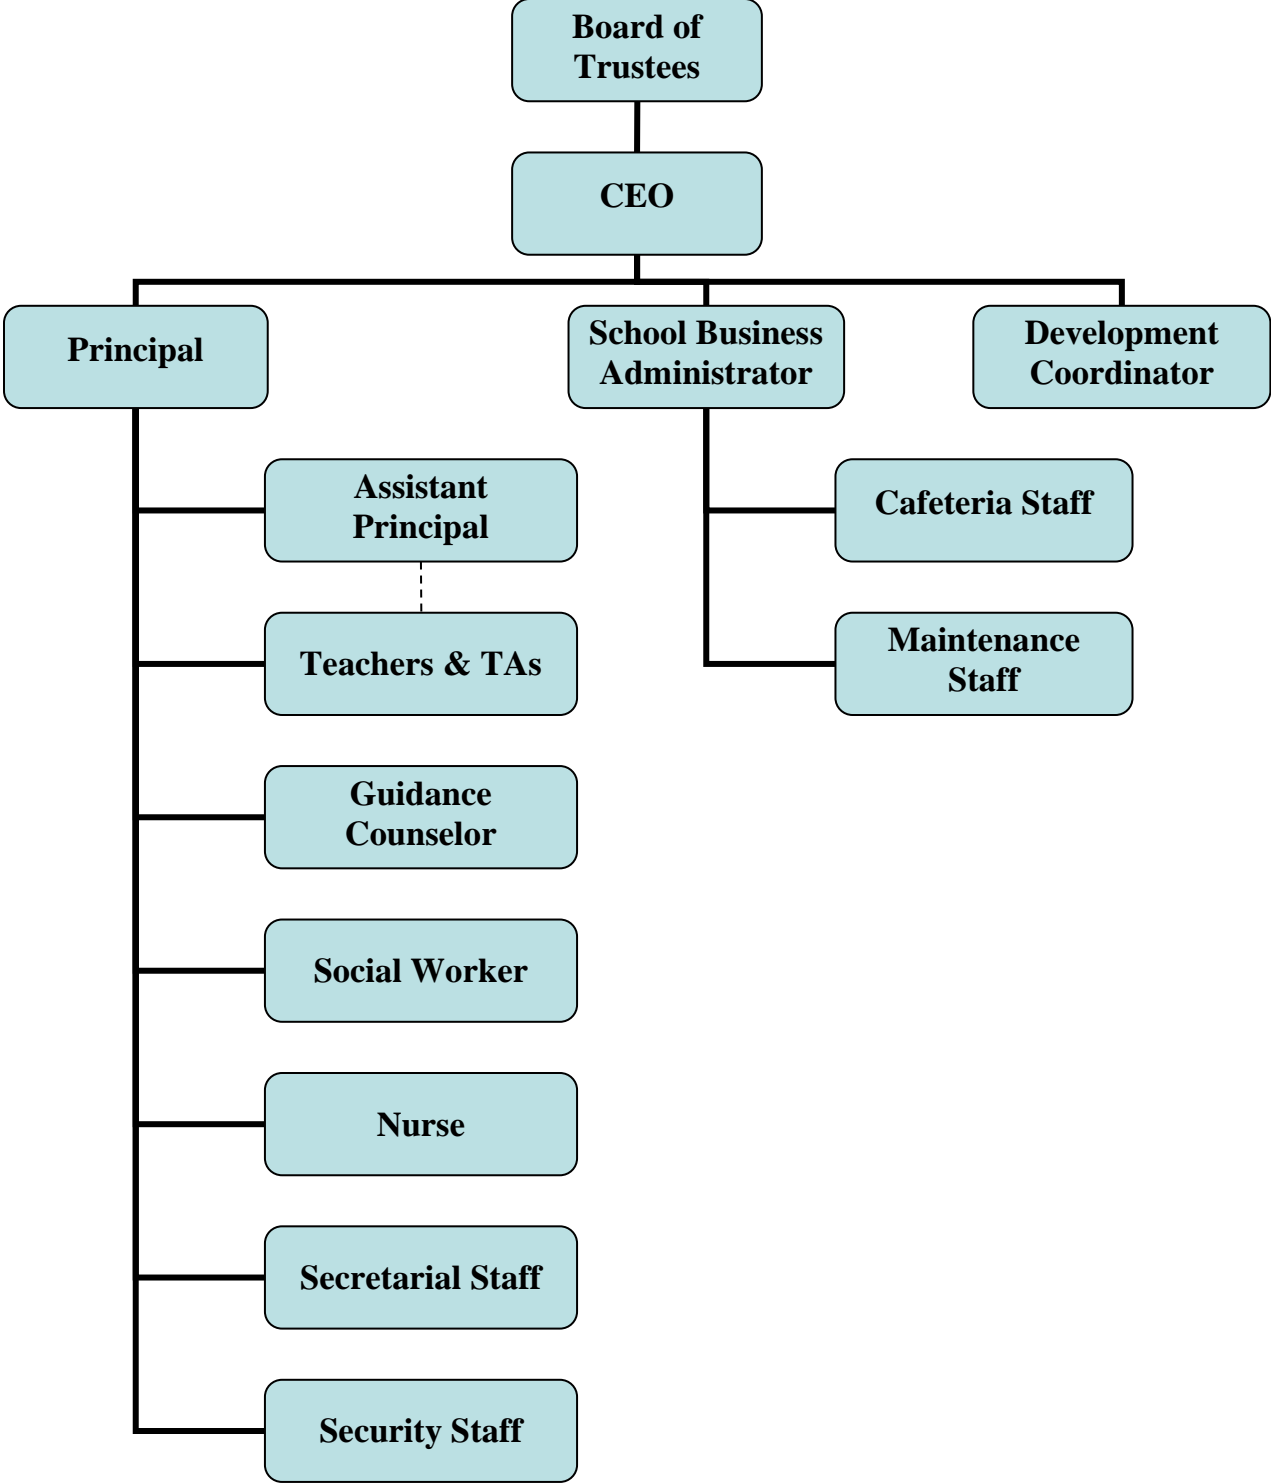 Board of
Trustees
CEO
Principal
School Business
Administrator
Development
Coordinator
Assistant
Principal
Cafeteria Staff
Teachers & TAs
Maintenance
Staff
Guidance
Counselor
Social Worker
Nurse
Secretarial Staff
Security Staff